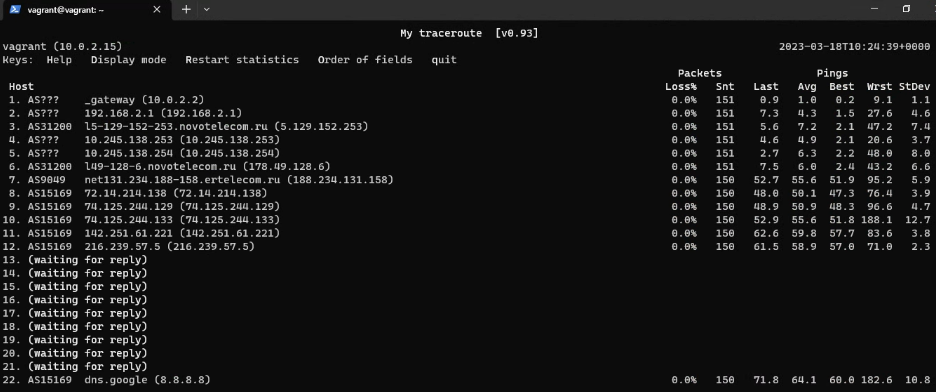 vagrant@vagrant: ~
My traceroute  [v0.93]
vagrant (10.0.2.15) 2023-03-18T10:24:39+0000
Keys:  Help   Display mode   Restart statistics   Order of fields   quit
Packets Pings
Host Loss% Snt Last Avg Best Wrst StDev
1. AS??? _gateway (10.0.2.2) 0.0% 151 0.9 1.0 0.2 9.1 1.1
2. AS??? 192.168.2.1 (192.168.2.1) 0.0% 151 7.3 4.3 1.5 27.6 4.6
3. AS31200 l5-129-152-253.novotelecom.ru (5.129.152.253) 0.0% 151 5.6 7.2 2.1 47.2 7.4
4. AS??? 10.245.138.253 (10.245.138.253) 0.0% 151 4.6 4.9 2.1 20.6 3.7
5. AS??? 10.245.138.254 (10.245.138.254) 0.0% 151 2.7 6.3 2.2 48.0 8.0
6. AS31200 l49-128-6.novotelecom.ru (178.49.128.6) 0.0% 151 7.5 6.0 2.4 43.2 6.6
7. AS9049 net131.234.188-158.ertelecom.ru (188.234.131.158) 0.0% 150 52.7 55.6 51.9 95.2 5.9
8. AS15169 72.14.214.138 (72.14.214.138) 0.0% 150 48.0 50.1 47.3 76.4 3.9
9. AS15169 74.125.244.129 (74.125.244.129) 0.0% 150 48.9 50.9 48.3 96.6 4.7
10. AS15169 74.125.244.133 (74.125.244.133) 0.0% 150 52.9 55.6 51.8 188.1 12.7
11. AS15169 142.251.61.221 (142.251.61.221) 0.0% 150 62.6 59.8 57.7 83.6 3.8
12. AS15169 216.239.57.5 (216.239.57.5) 0.0% 150 61.5 58.9 57.0 71.0 2.3
13. (waiting for reply)
14. (waiting for reply)
15. (waiting for reply)
16. (waiting for reply)
17. (waiting for reply)
18. (waiting for reply)
19. (waiting for reply)
20. (waiting for reply)
21. (waiting for reply)
22. AS15169 dns.google (8.8.8.8) 0.0% 150 71.8 64.1 60.0 182.6 10.8